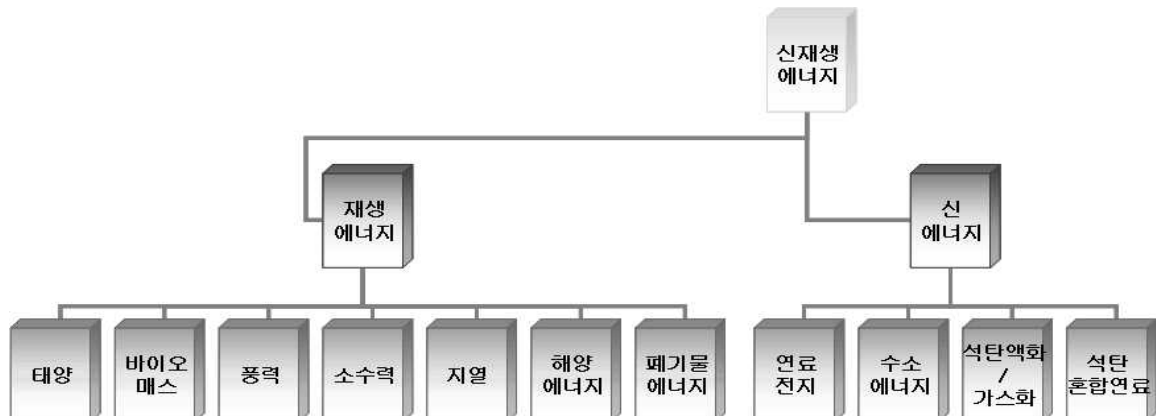 신재생
에너지
재생
에너지
신
에너지
태양
바이오
매스
풍력
소수력
지열
해양
에너지
폐기물
에너지
연료
전지
수소
에너지
석탄액화
/
가스화
석탄
혼합연료